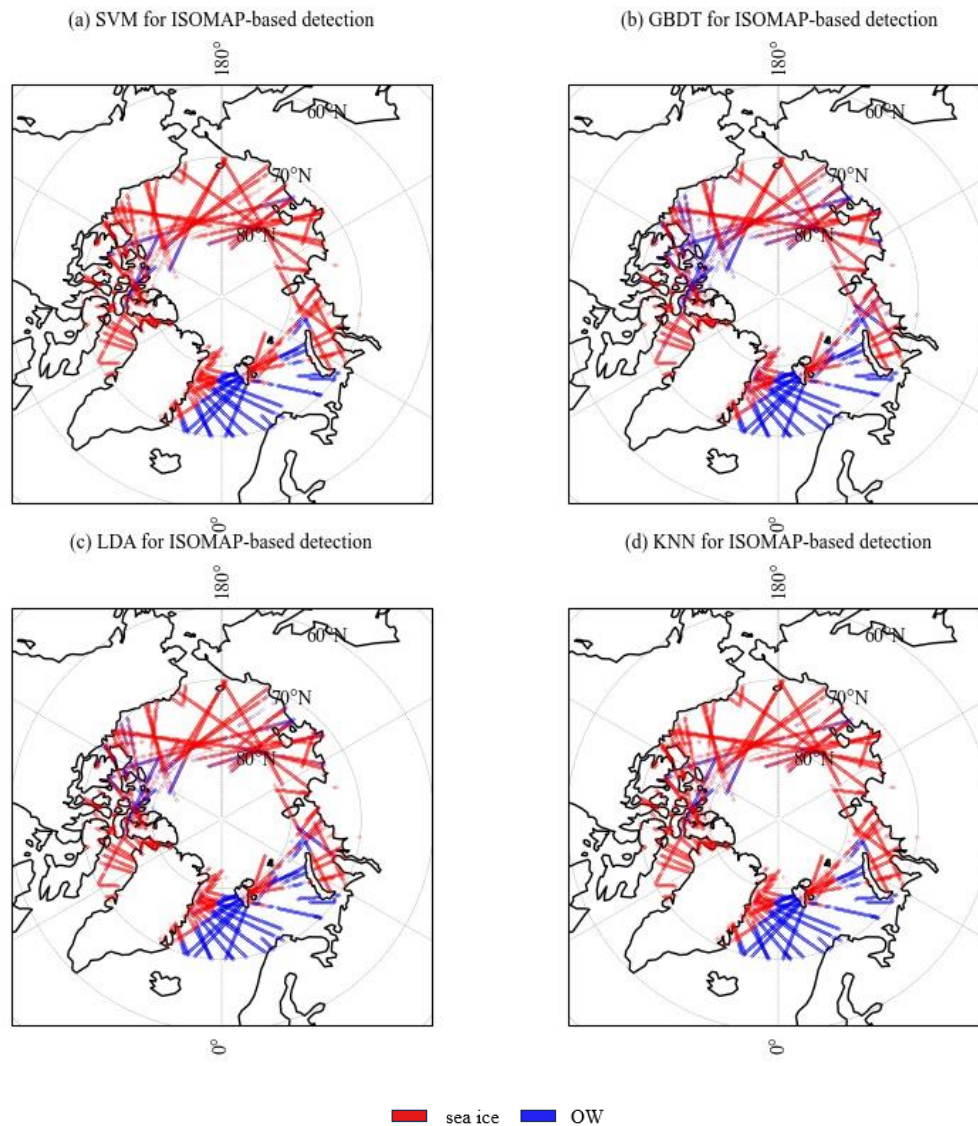 (a) SVM for ISOMAP-based detection
(b) GBDT for ISOMAP-based detection
180°
180°
60°N
60°N
70°N
70°N
80°N
80°N
0°
0°
(c) LDA for ISOMAP-based detection
(d) KNN for ISOMAP-based detection
180°
180°
60°N
60°N
70°N
70°N
80°N
80°N
0°
0°
sea ice OW